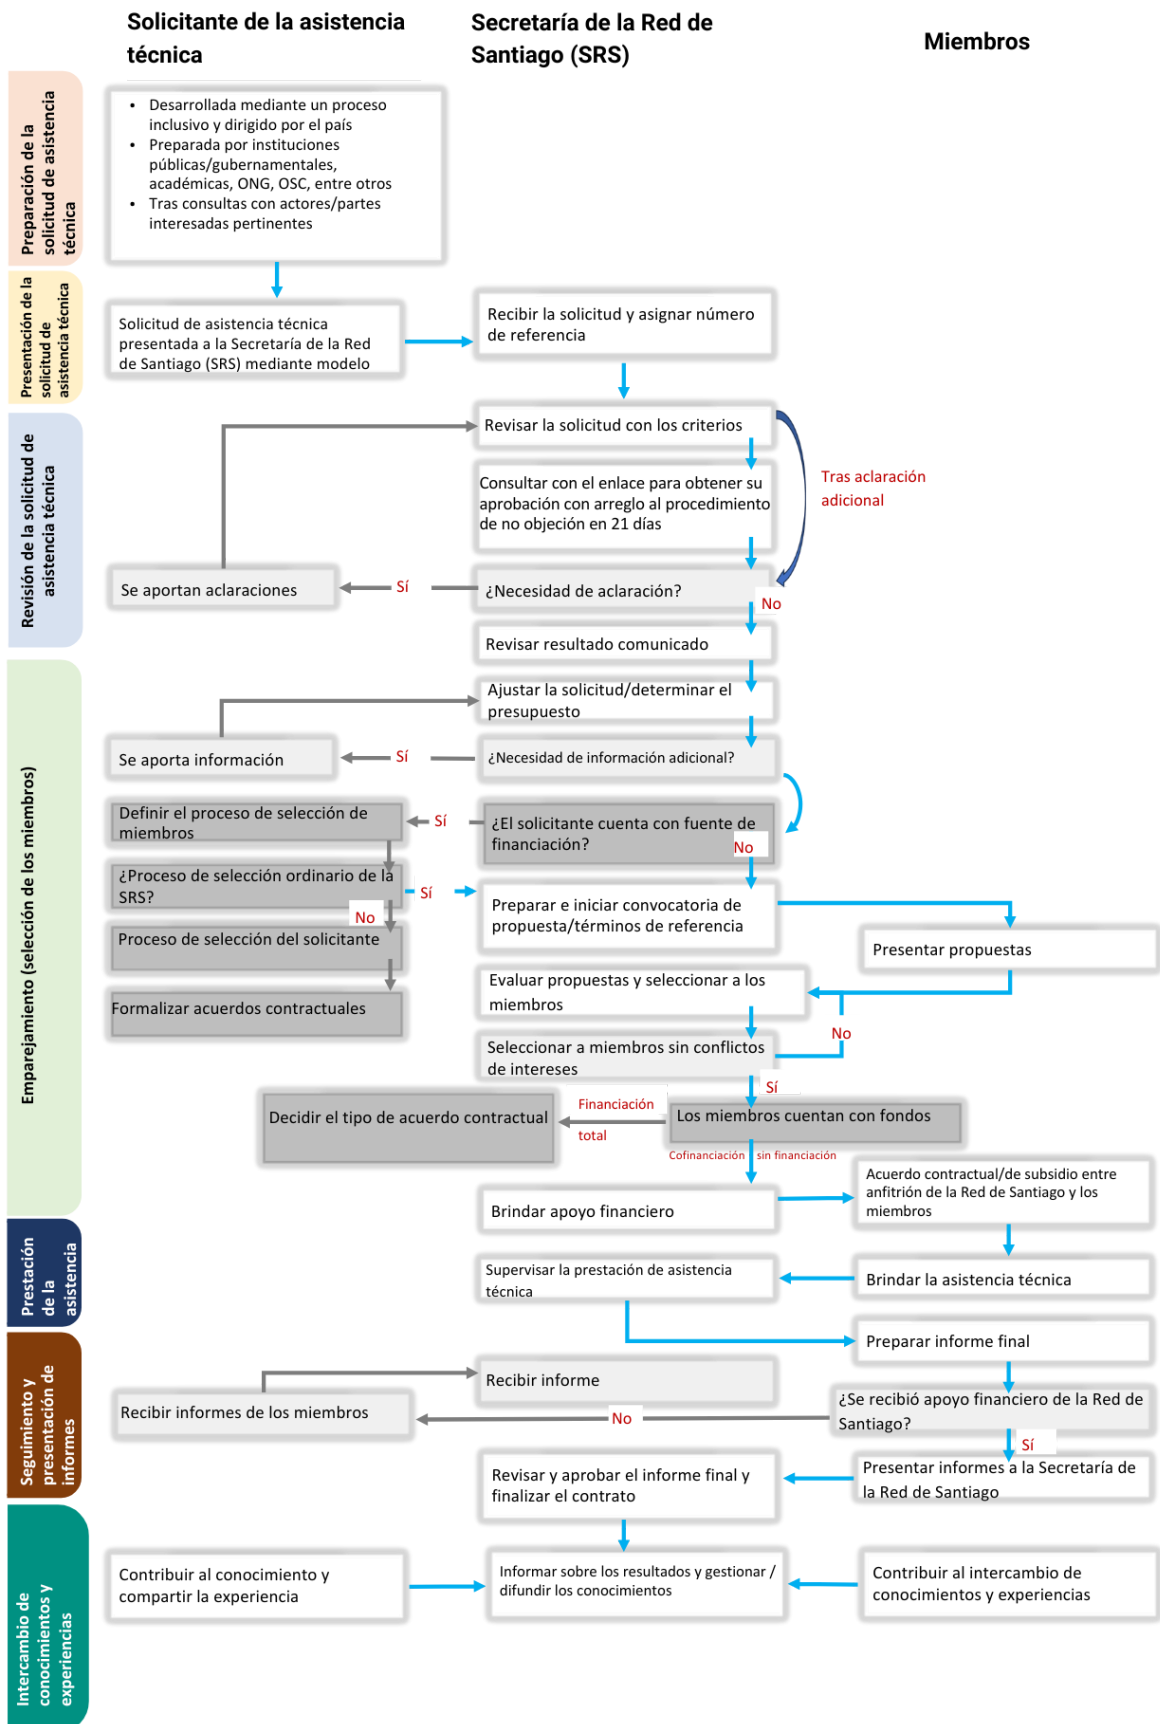 Solicitante de la asistencia
técnica
Secretaría de la Red de
Santiago (SRS)
Miembros
Preparación de la
solicitud de asistencia
técnica
• Desarrollada mediante un proceso
inclusivo y dirigido por el país
• Preparada por instituciones
públicas/gubernamentales,
académicas, ONG, OSC, entre otros
• Tras consultas con actores/partes
interesadas pertinentes
Presentación de la
solicitud de
asistencia técnica
Solicitud de asistencia técnica
presentada a la Secretaría de la Red
de Santiago (SRS) mediante modelo
Recibir la solicitud y asignar número
de referencia
Revisión de la solicitud de
asistencia técnica
Revisar la solicitud con los criterios
Tras aclaración
adicional
Consultar con el enlace para obtener su
aprobación con arreglo al procedimiento
de no objeción en 21 días
Se aportan aclaraciones
Sí
¿Necesidad de aclaración?
No
Revisar resultado comunicado
Emparejamiento (selección de los miembros)
Ajustar la solicitud/determinar el
presupuesto
Se aporta información
Sí
¿Necesidad de información adicional?
Definir el proceso de selección de
miembros
Sí
¿El solicitante cuenta con fuente de
financiación?
No
¿Proceso de selección ordinario de la
SRS?
Sí
No
Preparar e iniciar convocatoria de
propuesta/términos de referencia
Presentar propuestas
Proceso de selección del solicitante
Evaluar propuestas y seleccionar a los
miembros
Formalizar acuerdos contractuales
No
Seleccionar a miembros sin conflictos
de intereses
Sí
Decidir el tipo de acuerdo contractual
Financiación
total
Los miembros cuentan con fondos
Cofinanciación
sin financiación
Brindar apoyo financiero
Acuerdo contractual/de subsidio entre
anfitrión de la Red de Santiago y los
miembros
Prestación
de la
asistencia
Supervisar la prestación de asistencia
técnica
Brindar la asistencia técnica
Seguimiento y
presentación de
informes
Preparar informe final
Recibir informe
Recibir informes de los miembros
No
¿Se recibió apoyo financiero de la Red de
Santiago?
Sí
Revisar y aprobar el informe final y
finalizar el contrato
Presentar informes a la Secretaría de
la Red de Santiago
Intercambio de
conocimientos y
experiencias
Contribuir al conocimiento y
compartir la experiencia
Informar sobre los resultados y gestionar /
difundir los conocimientos
Contribuir al intercambio de
conocimientos y experiencias